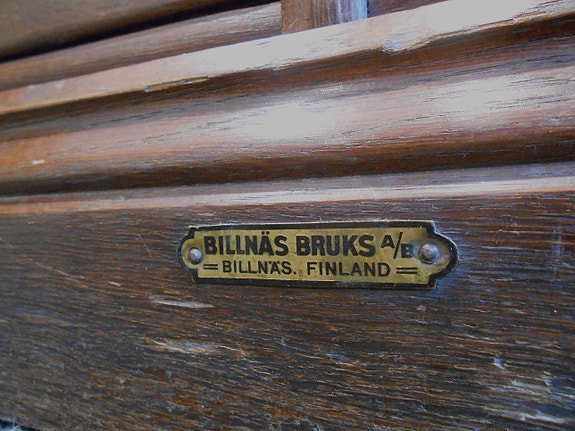 BILLNÄS BRUKS A/B
= BILLNÄS. FINLAND =